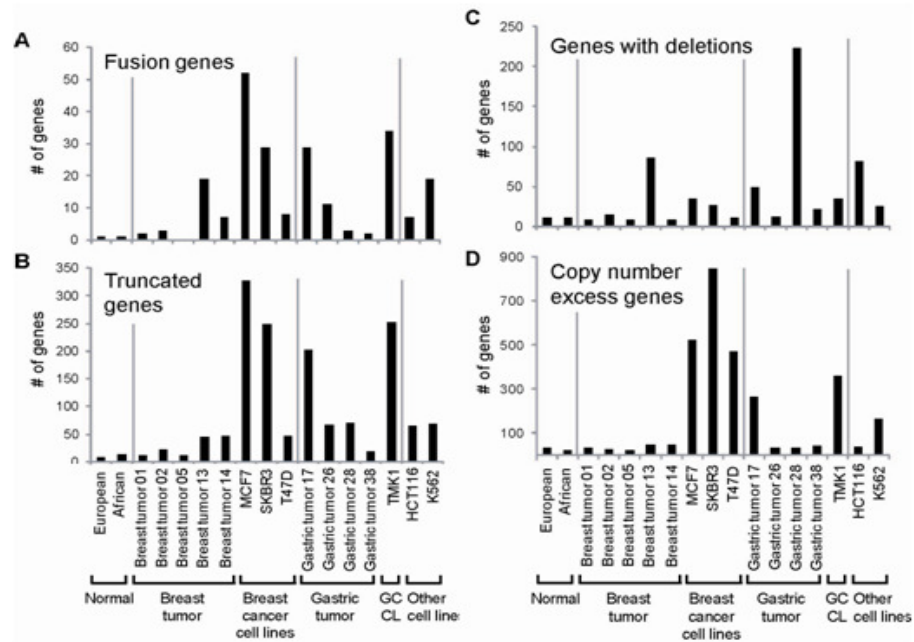 A
Fusion genes
# of genes
60
50
40
30
20
10
0
B
Truncated
genes
# of genes
350
300
250
200
150
100
50
0
European
African
Breast tumor 01
Breast tumor 02
Breast tumor 05
Breast tumor 13
Breast tumor 14
MCF7
SKBR3
T47D
Gastric tumor 17
Gastric tumor 26
Gastric tumor 28
Gastric tumor 38
TMK1
HCT116
K562
Normal
Breast
tumor
Breast
cancer
cell lines
Gastric
tumor
GC
CL
Other
cell lines
C
Genes with deletions
# of genes
250
200
150
100
50
0
D
Copy number
excess genes
# of genes
900
700
500
300
100
European
African
Breast tumor 01
Breast tumor 02
Breast tumor 05
Breast tumor 13
Breast tumor 14
MCF7
SKBR3
T47D
Gastric tumor 17
Gastric tumor 26
Gastric tumor 28
Gastric tumor 38
TMK1
HCT116
K562
Normal
Breast
tumor
Breast
cancer
cell lines
Gastric
tumor
GC
CL
Other
cell lines